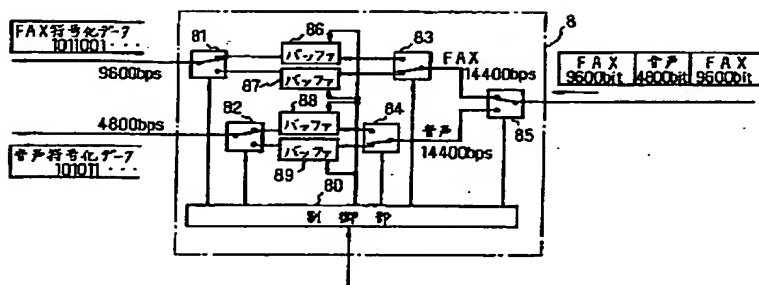 FAX符号化データ
1011001・・・
9600bps
81
86
バッファ
87
バッファ
83
FAX
14400bps
8
FAX
9600bit
音声
4800bit
FAX
9600bit
4800bps
82
88
バッファ
89
バッファ
84
音声
14400bps
85
音声符号化データ
101011・・・
80
制御部